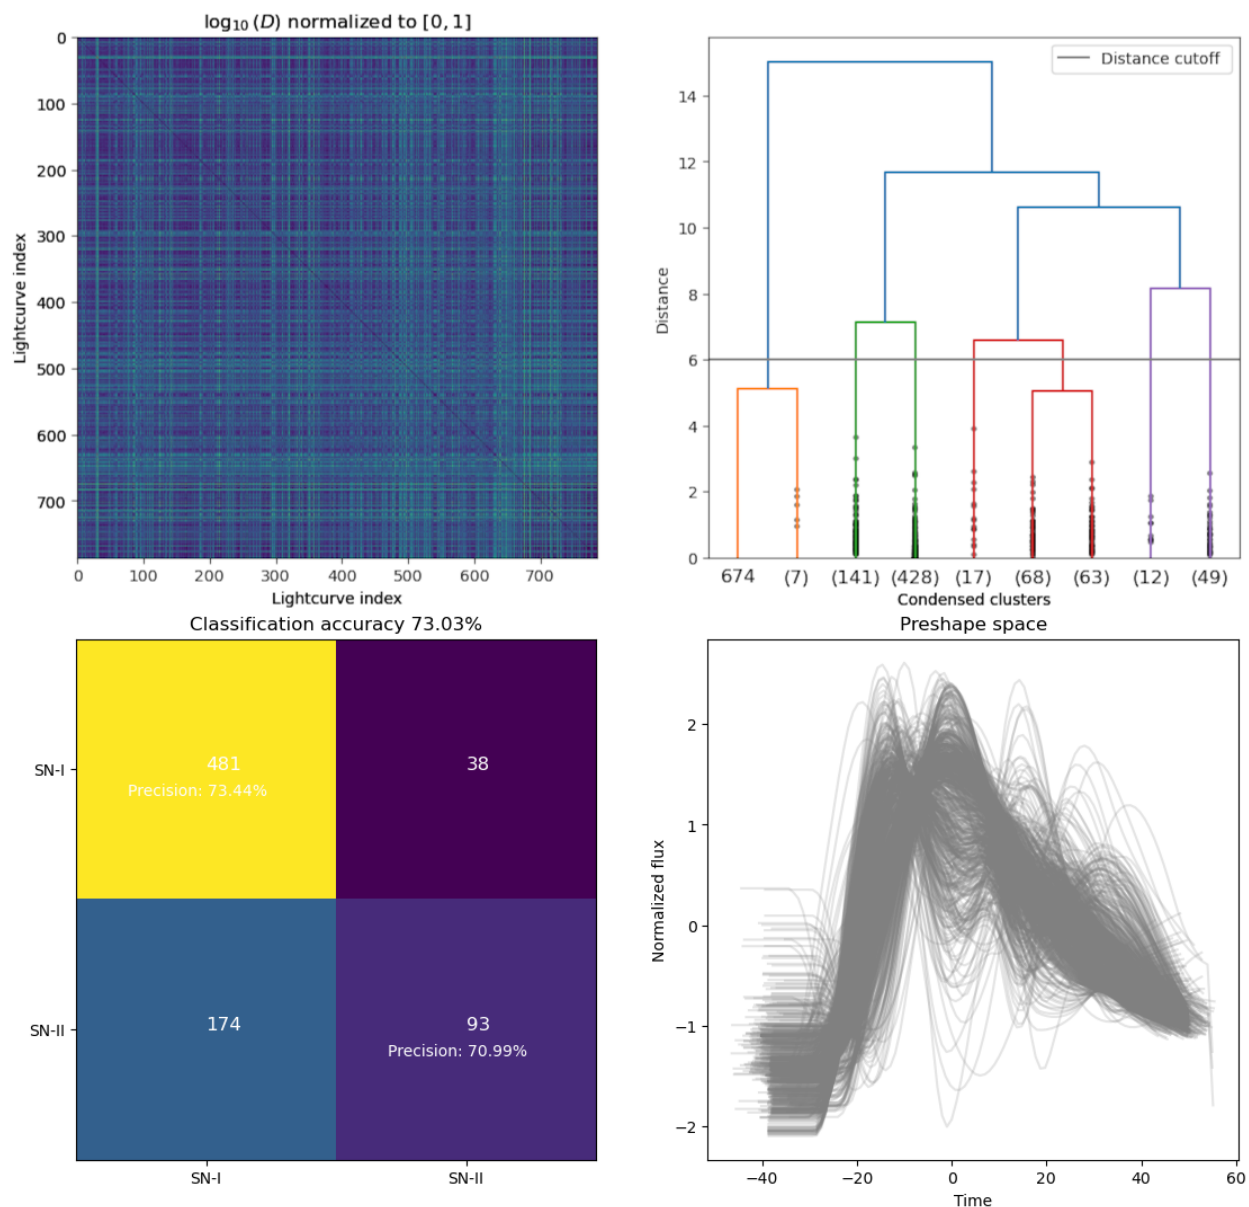 log₁₀ (D) normalized to [0, 1]
0
100
200
300
400
500
600
700
Lightcurve index
0 100 200 300 400 500 600 700
Lightcurve index
Distance cutoff
14
12
10
8
6
4
2
0
Distance
674 (7) (141) (428) (17) (68) (63) (12) (49)
Condensed clusters
Classification accuracy 73.03%
SN-I
481
38
Precision: 73.44%
SN-II
174
93
Precision: 70.99%
SN-I SN-II
Preshape space
2
1
0
−1
−2
Normalized flux
−40 −20 0 20 40 60
Time